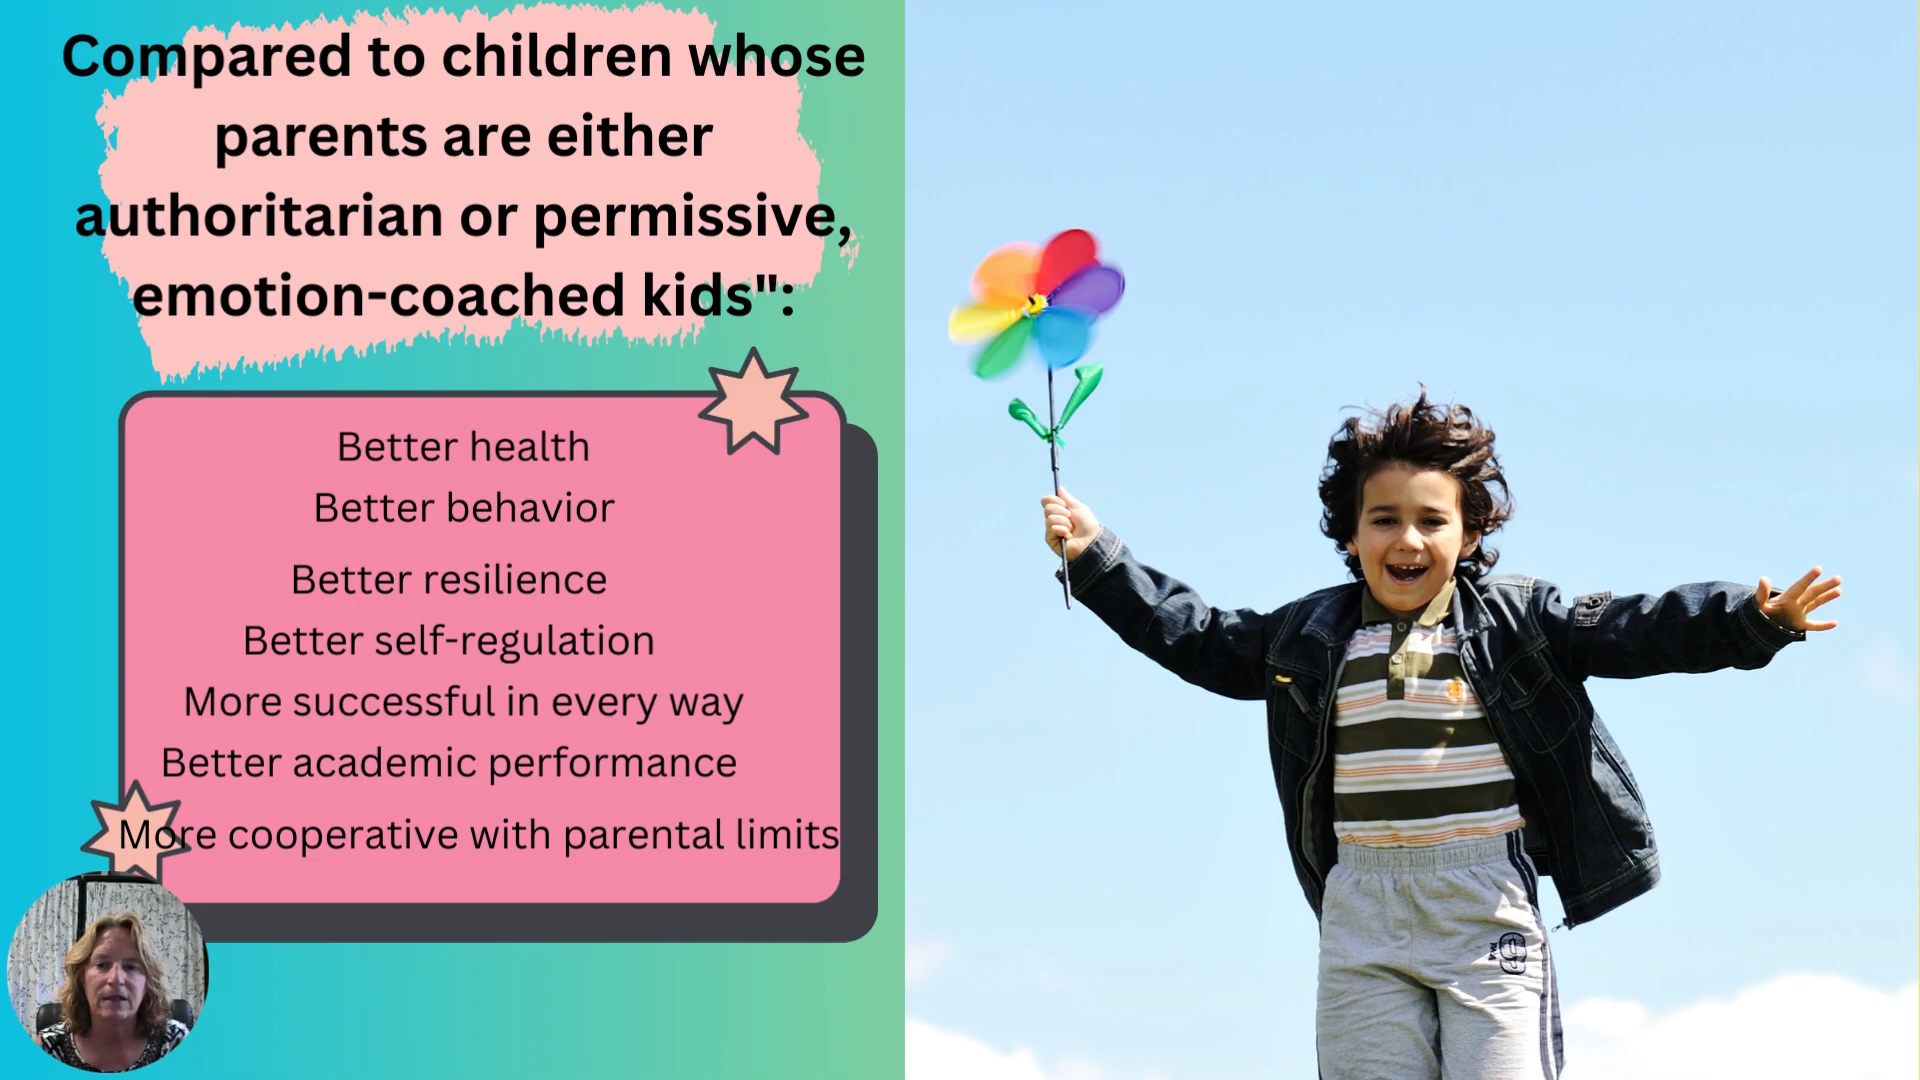 Compared to children whose
parents are either
authoritarian or permissive,
emotion-coached kids":
Better health
Better behavior
Better resilience
Better self-regulation
More successful in every way
Better academic performance
More cooperative with parental limits